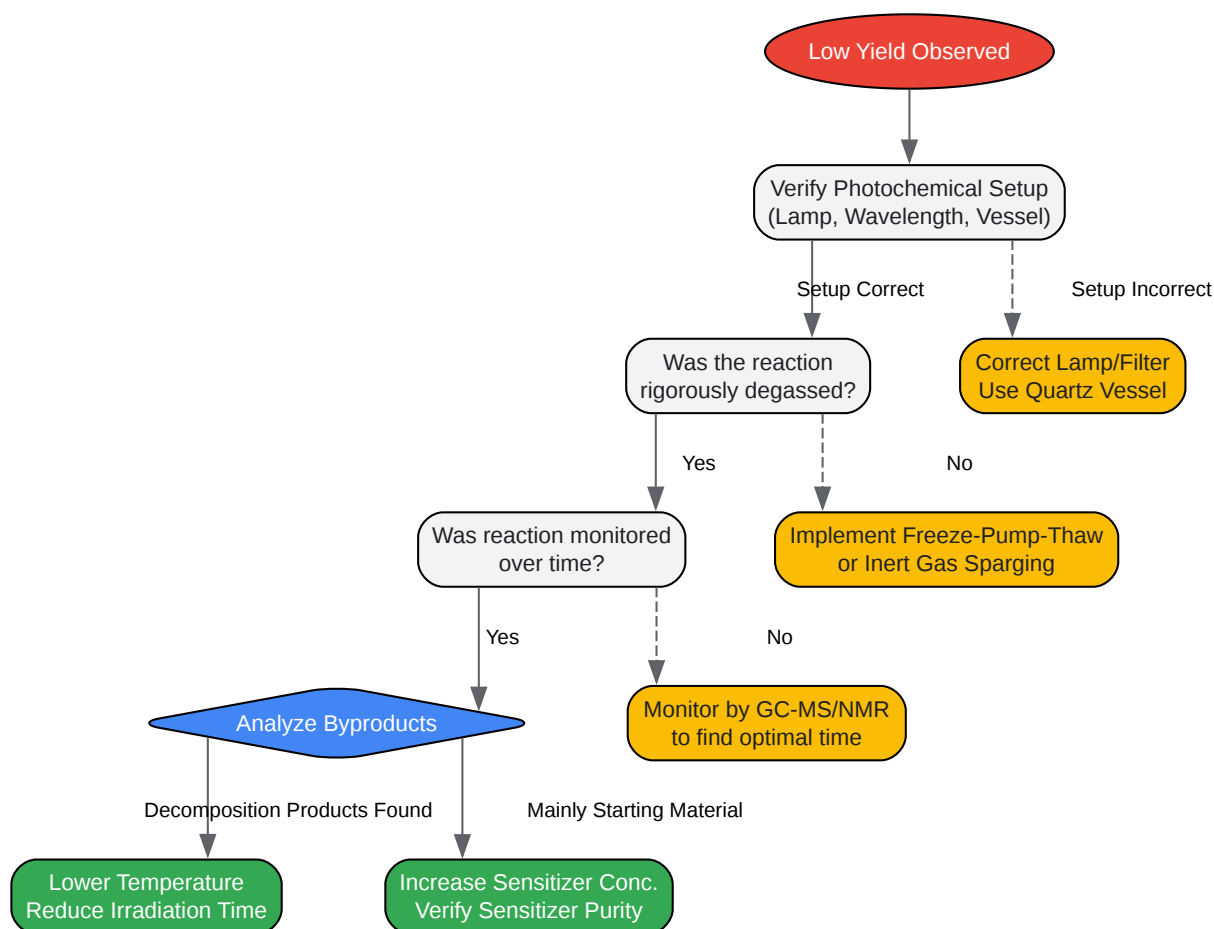 Low Yield Observed
Verify Photochemical Setup
(Lamp, Wavelength, Vessel)
Setup Correct
Setup Incorrect
Was the reaction
rigorously degassed?
Correct Lamp/Filter
Use Quartz Vessel
Yes
No
Was reaction monitored
over time?
Implement Freeze-Pump-Thaw
or Inert Gas Sparging
Yes
No
Analyze Byproducts
Monitor by GC-MS/NMR
to find optimal time
Decomposition Products Found
Mainly Starting Material
Lower Temperature
Reduce Irradiation Time
Increase Sensitizer Conc.
Verify Sensitizer Purity